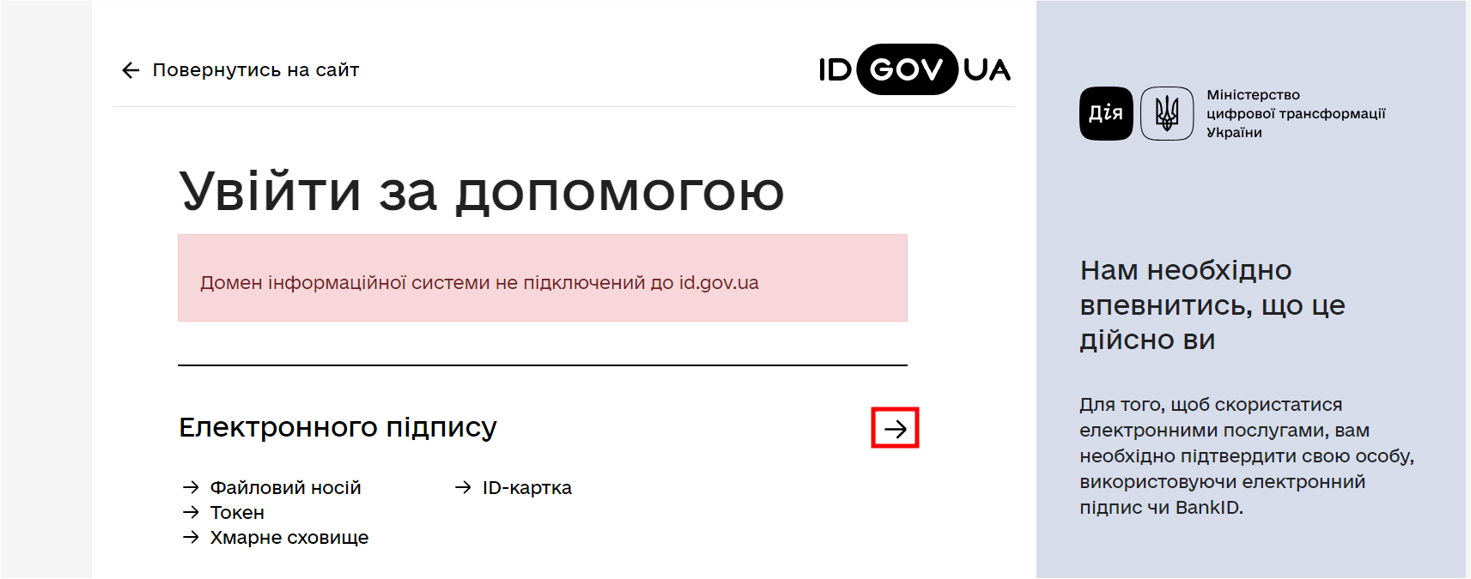 ← Повернутись на сайт
ID GOV UA
Увійти за допомогою
Домен інформаційної системи не підключений до id.gov.ua
Електронного підпису →
→ Файловий носій
→ Токен
→ Хмарне сховище
→ ID-картка
Дія
Міністерство
цифрової трансформації
України
Нам необхідно
впевнитись, що це
дійсно ви
Для того, щоб скористатися
електронними послугами, вам
необхідно підтвердити свою особу,
використовуючи електронний
підпис чи BankID.